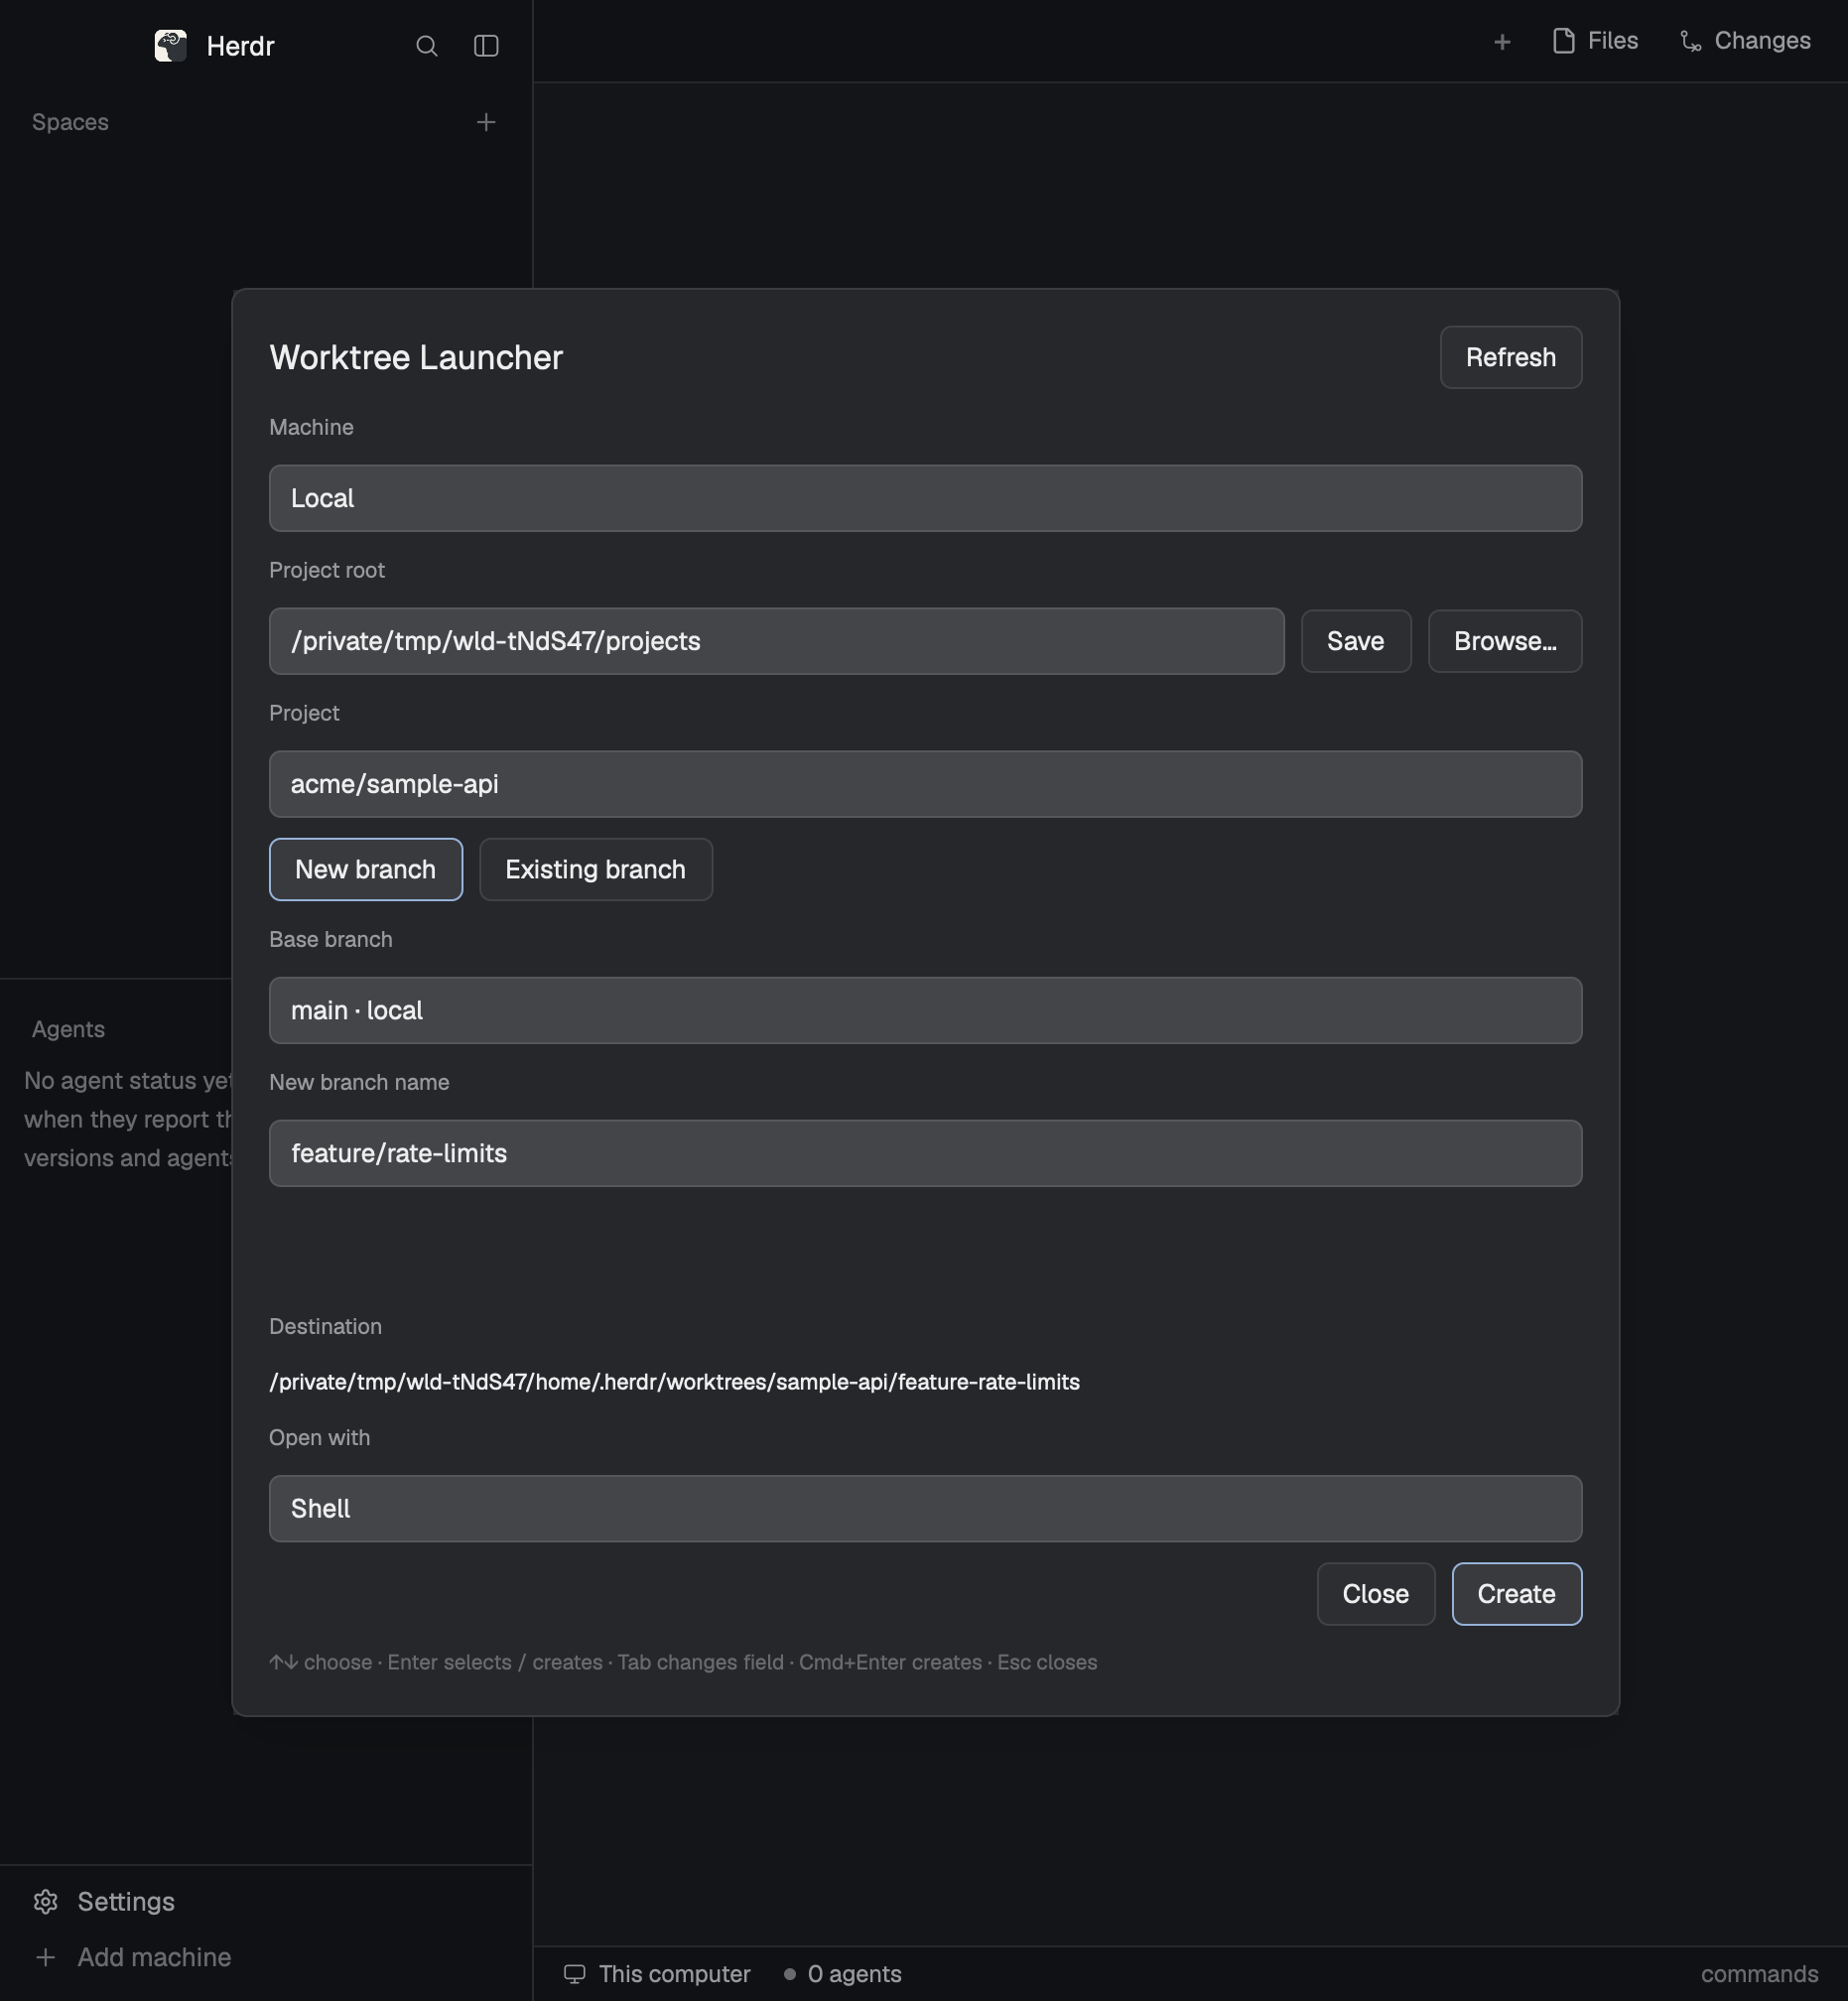 Herdr
+ Files Changes
Spaces
Worktree Launcher
Refresh
Machine
Local
Project root
/private/tmp/wld-tNdS47/projects
Save
Browse...
Project
acme/sample-api
New branch
Existing branch
Base branch
main · local
New branch name
feature/rate-limits
Destination
/private/tmp/wld-tNdS47/home/.herdr/worktrees/sample-api/feature-rate-limits
Open with
Shell
Close
Create
↑↓ choose · Enter selects / creates · Tab changes field · Cmd+Enter creates · Esc closes
Agents
No agent status yet
when they report
versions and agents
Settings
+ Add machine
This computer
0 agents
commands